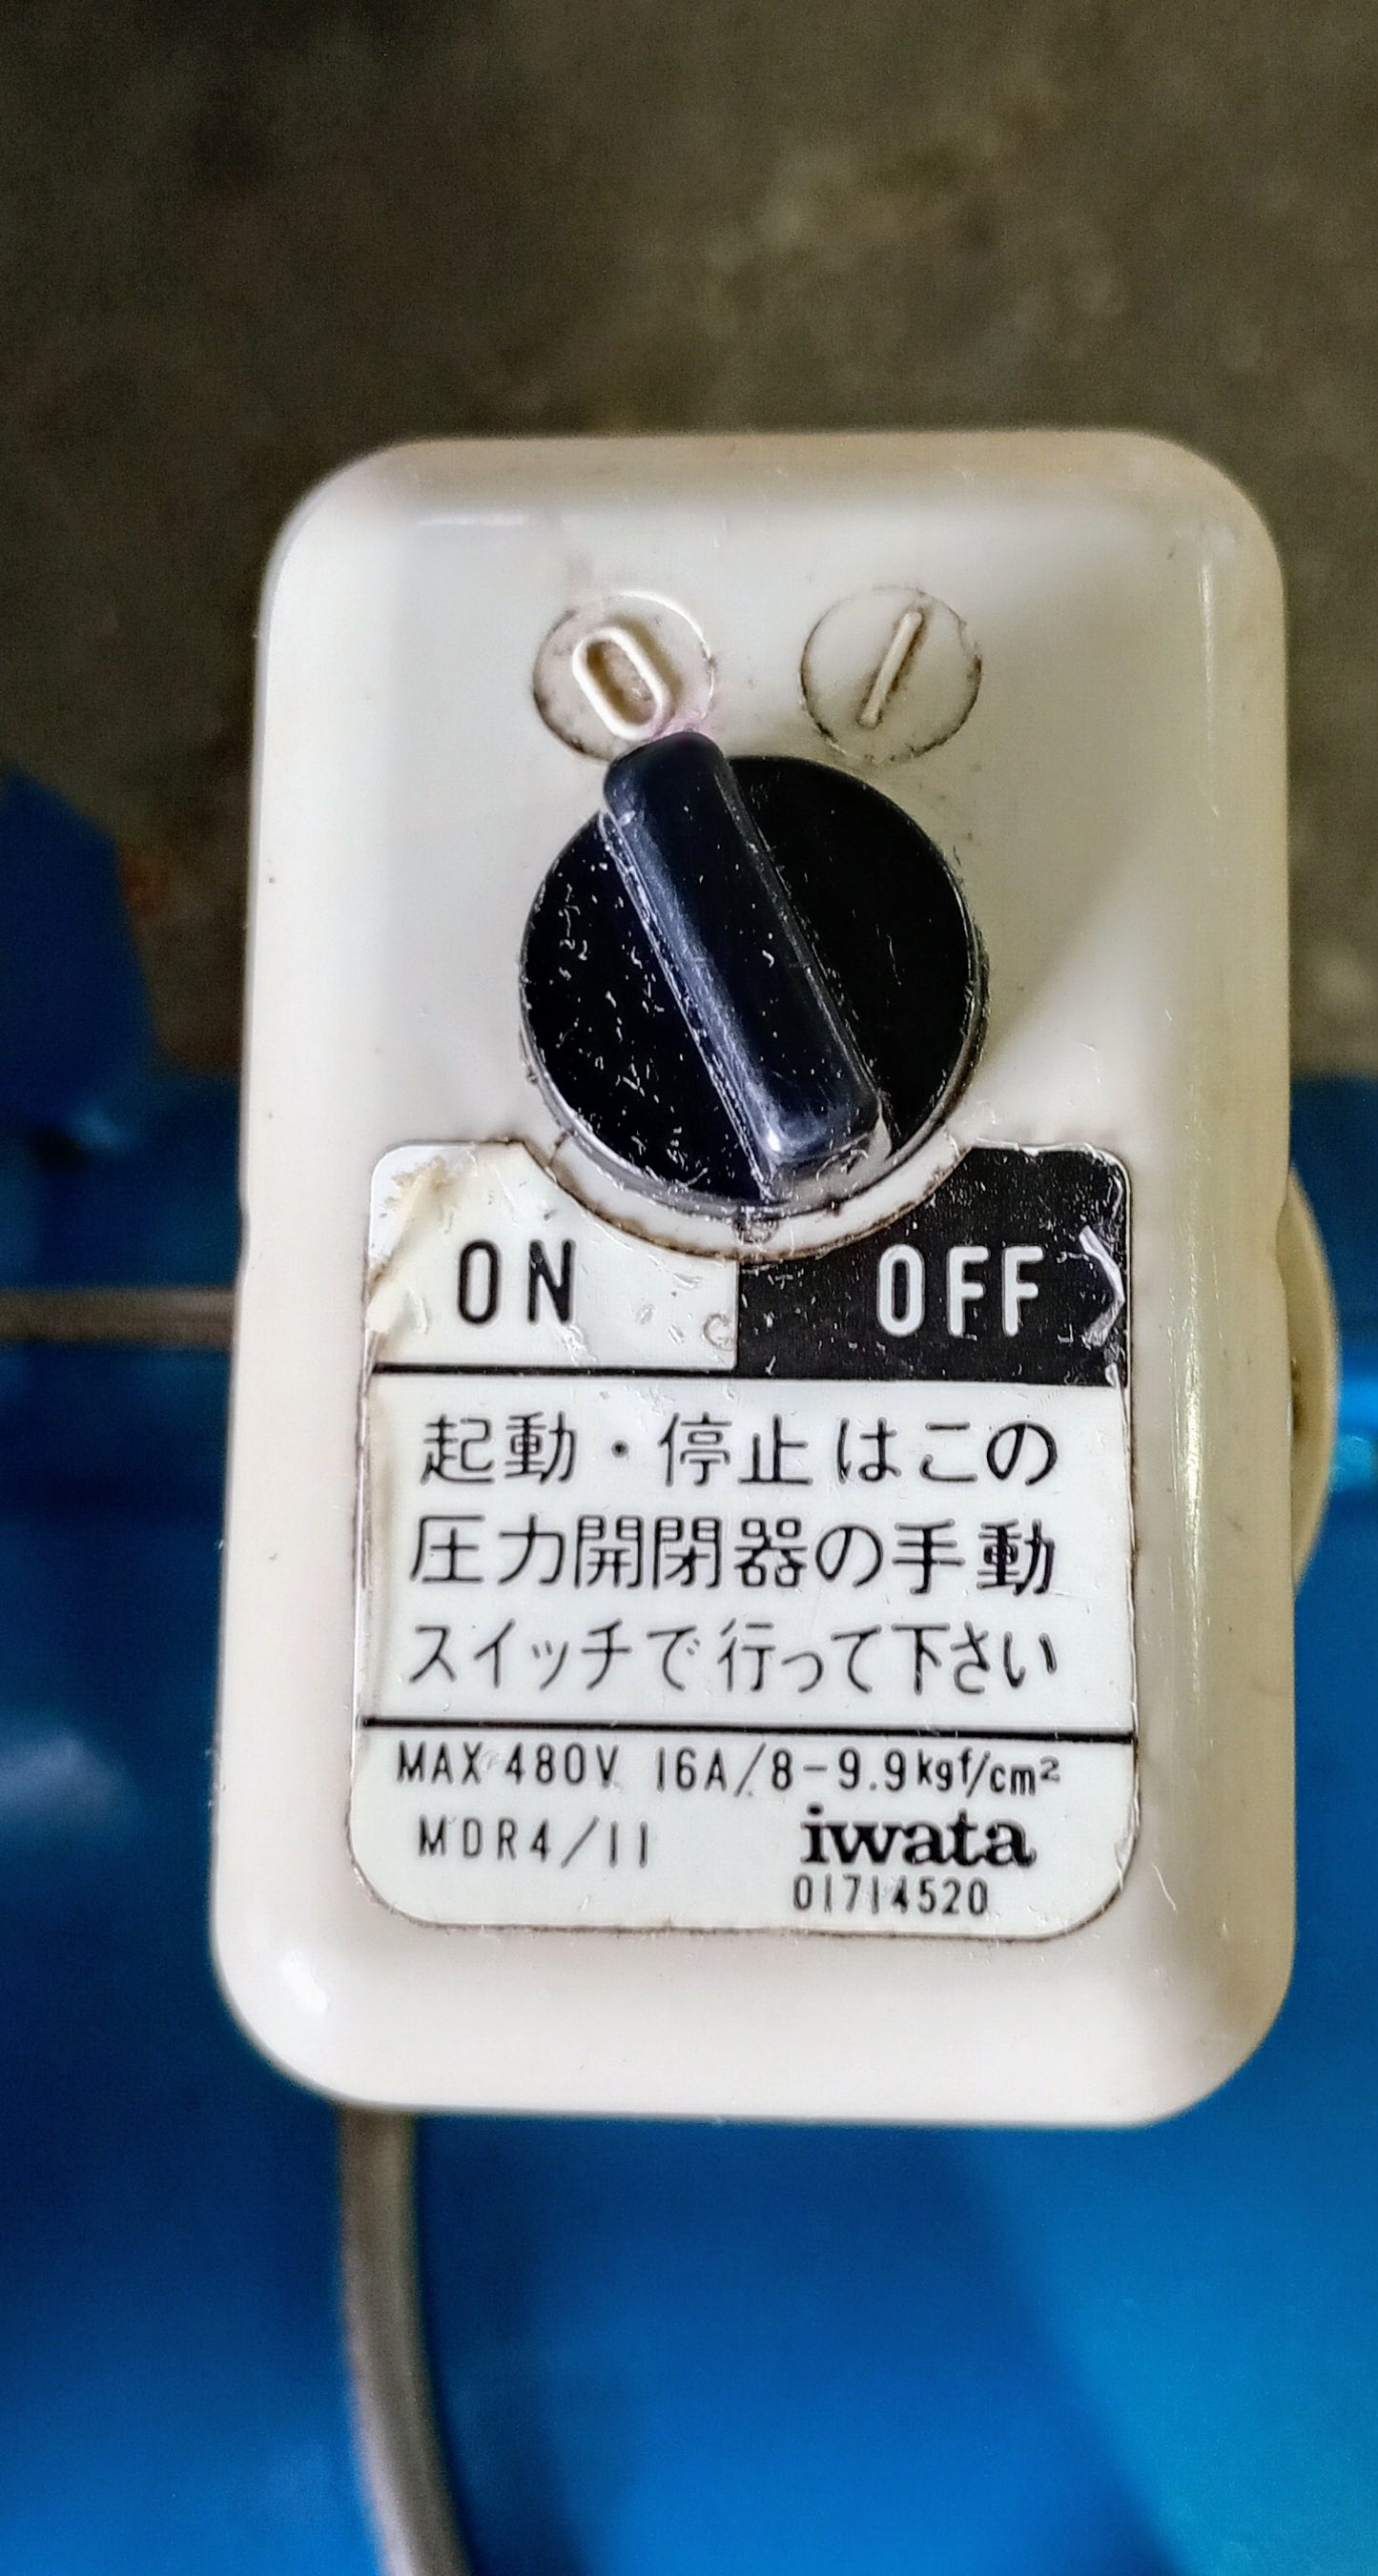 O I
ON OFF
起動・停止はこの
圧力開閉器の手動
スイッチで行って下さい
MAX 480V 16A/8-9.9kgf/cm²
MDR4/11 iwata
01714520